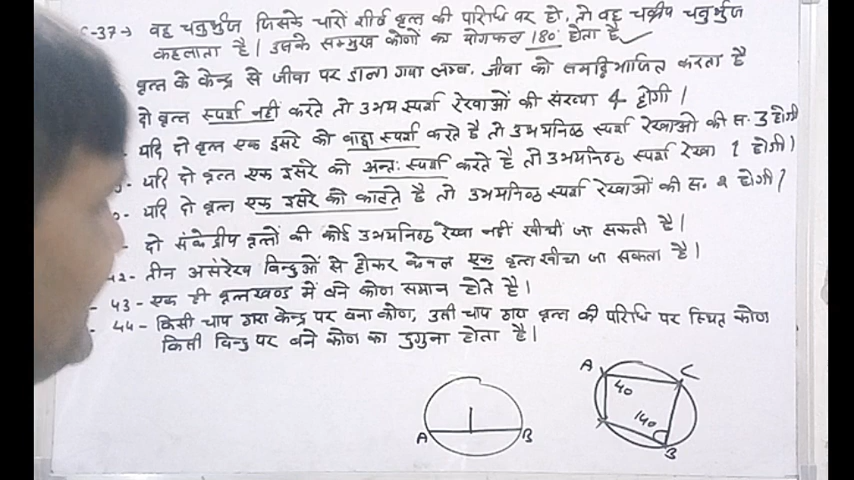 -37→ वह चतुर्भुज जिसके चारों शीर्ष वृत्त की परिधि पर हो, तो वह चक्रीय चतुर्भुज
कहलाता है। उसके सम्मुख कोणों का योगफल 180° होता है
वृत्त के केन्द्र से जीवा पर डाला गया लम्ब, जीवा को समद्विभाजित करता है
दो वृत्त स्पर्श नहीं करते तो उभय स्पर्श रेखाओं की संख्या 4 होगी।
- यदि दो वृत्त एक दूसरे को बाह्य स्पर्श करते है तो उभयनिष्ठ स्पर्श रेखाओं की स. 3 होगी
- यदि दो वृत्त एक दूसरे को अन्तः स्पर्श करते है तो उभयनिष्ठ स्पर्श रेखा 1 होगी।
- यदि दो वृत्त एक दूसरे को काटते है तो उभयनिष्ठ स्पर्श रेखाओं की स. 2 होगी।
- दो संकेद्रीय वृत्तों की कोई उभयनिष्ठ रेखा नहीं खीची जा सकती है।
42- तीन असंरेख बिन्दुओं से होकर केवल एक वृत्त खीचा जा सकता है।
- 43- एक ही वृत्तखण्ड में बने कोण समान होते है।
- 44- किसी चाप द्वारा केन्द्र पर बना कोण, उसी चाप द्वारा वृत्त की परिधि पर स्थित कोण
किसी बिन्दु पर बने कोण का दुगुना होता है।
A B
A C
40
140
B